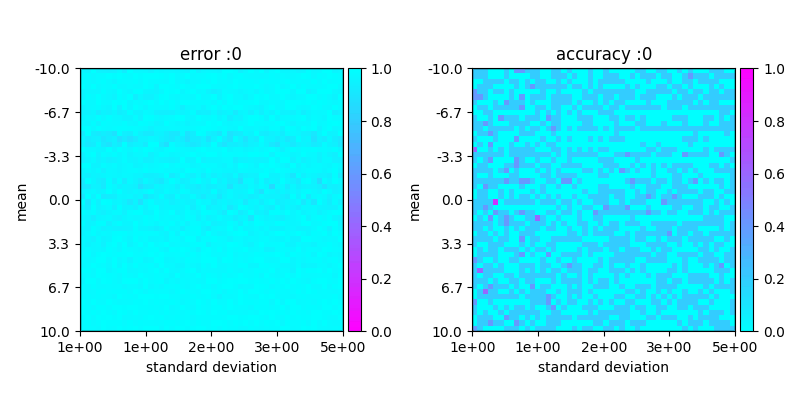 error :0
-10.0
-6.7
-3.3
0.0
3.3
6.7
10.0
mean
1e+00
1e+00
2e+00
3e+00
5e+00
standard deviation
1.0
0.8
0.6
0.4
0.2
0.0
accuracy :0
-10.0
-6.7
-3.3
0.0
3.3
6.7
10.0
mean
1e+00
1e+00
2e+00
3e+00
5e+00
standard deviation
1.0
0.8
0.6
0.4
0.2
0.0